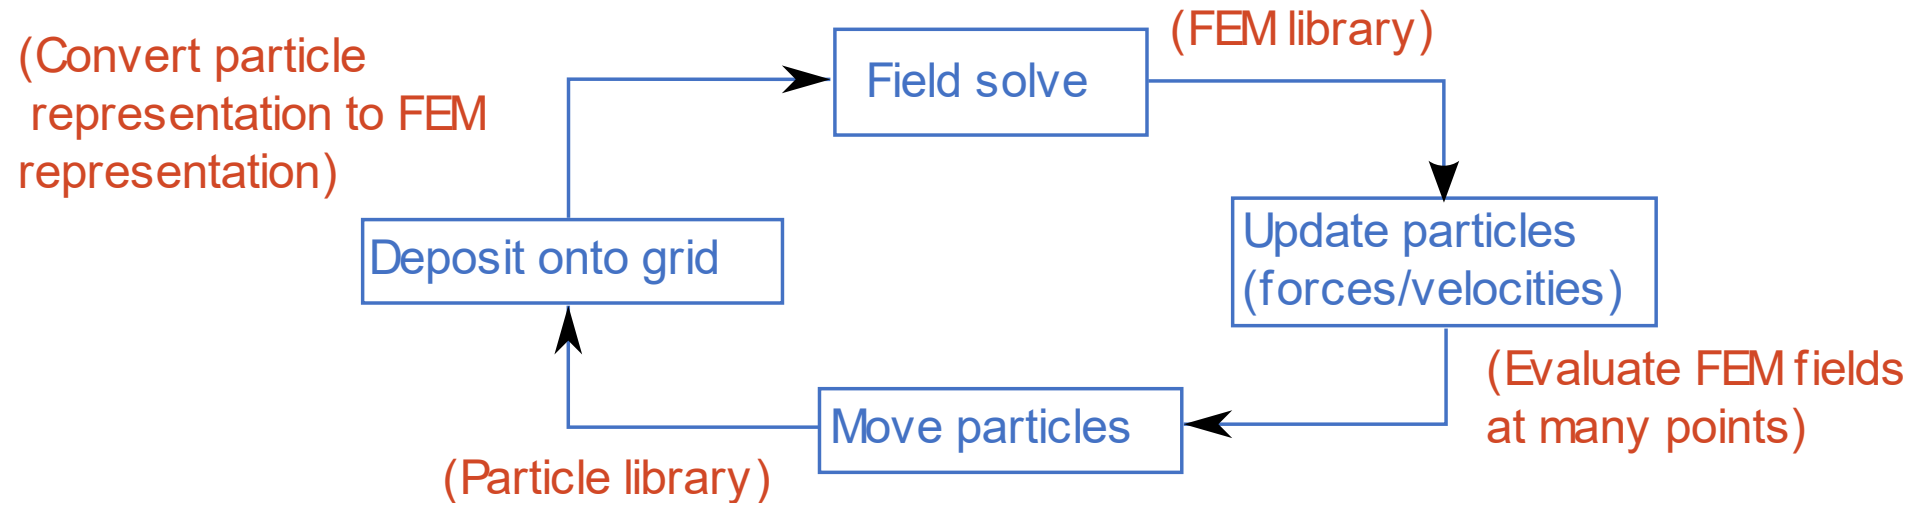 (FEM library)
(Convert particle
representation to FEM
representation)
Field solve
Update particles
(forces/velocities)
Deposit onto grid
(Evaluate FEM fields
at many points)
Move particles
(Particle library)